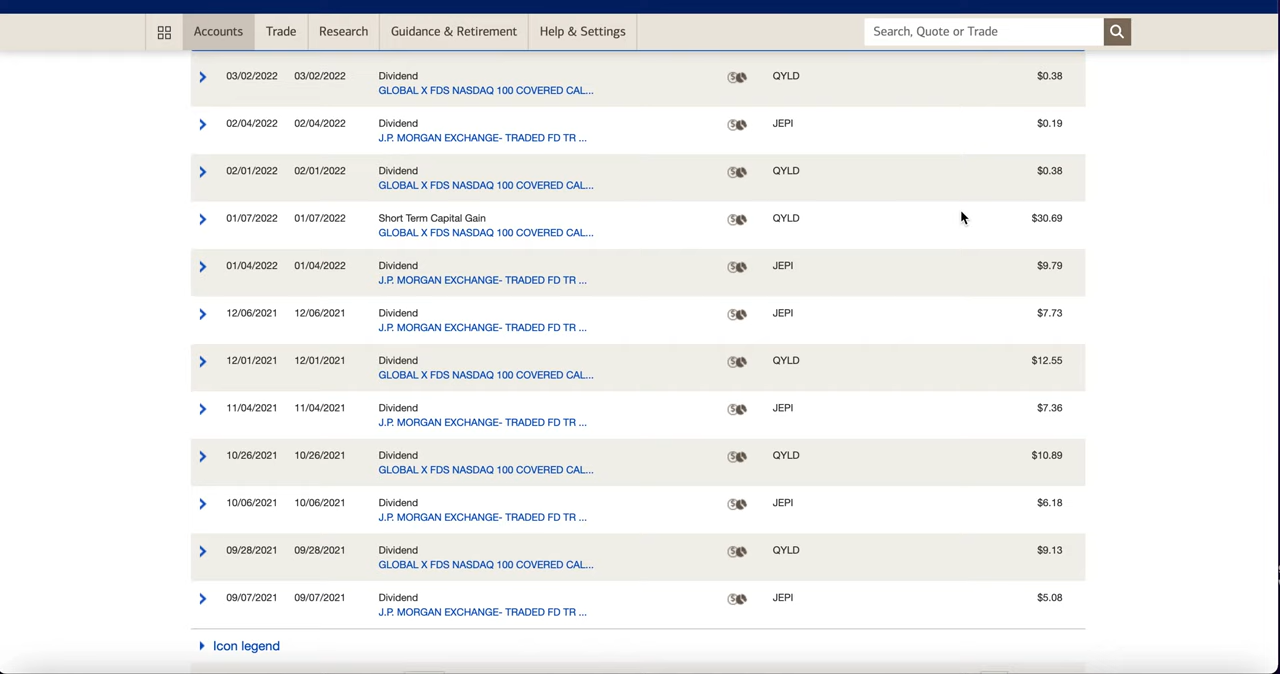 Accounts Trade Research Guidance & Retirement Help & Settings Search, Quote or Trade
03/02/2022 03/02/2022 Dividend QYLD $0.38
GLOBAL X FDS NASDAQ 100 COVERED CAL...
02/04/2022 02/04/2022 Dividend JEPI $0.19
J.P. MORGAN EXCHANGE- TRADED FD TR ...
02/01/2022 02/01/2022 Dividend QYLD $0.38
GLOBAL X FDS NASDAQ 100 COVERED CAL...
01/07/2022 01/07/2022 Short Term Capital Gain QYLD $30.69
GLOBAL X FDS NASDAQ 100 COVERED CAL...
01/04/2022 01/04/2022 Dividend JEPI $9.79
J.P. MORGAN EXCHANGE- TRADED FD TR ...
12/06/2021 12/06/2021 Dividend JEPI $7.73
J.P. MORGAN EXCHANGE- TRADED FD TR ...
12/01/2021 12/01/2021 Dividend QYLD $12.55
GLOBAL X FDS NASDAQ 100 COVERED CAL...
11/04/2021 11/04/2021 Dividend JEPI $7.36
J.P. MORGAN EXCHANGE- TRADED FD TR ...
10/26/2021 10/26/2021 Dividend QYLD $10.89
GLOBAL X FDS NASDAQ 100 COVERED CAL...
10/06/2021 10/06/2021 Dividend JEPI $6.18
J.P. MORGAN EXCHANGE- TRADED FD TR ...
09/28/2021 09/28/2021 Dividend QYLD $9.13
GLOBAL X FDS NASDAQ 100 COVERED CAL...
09/07/2021 09/07/2021 Dividend JEPI $5.08
J.P. MORGAN EXCHANGE- TRADED FD TR ...
Icon legend